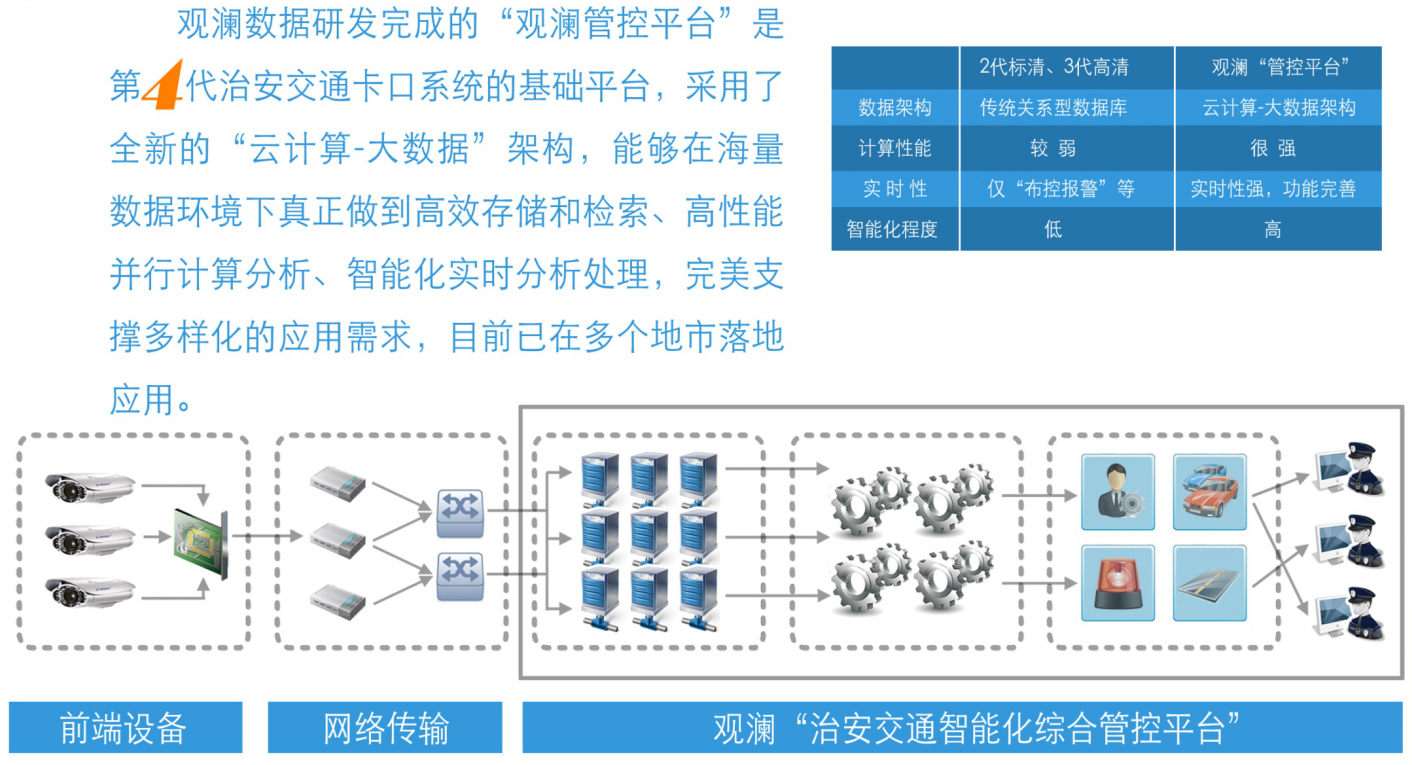 观澜数据研发完成的“观澜管控平台”是
第4代治安交通卡口系统的基础平台，采用了
全新的“云计算-大数据”架构，能够在海量
数据环境下真正做到高效存储和检索、高性能
并行计算分析、智能化实时分析处理，完美支
撑多样化的应用需求，目前已在多个地市落地
应用。
2代标清、3代高清 观澜“管控平台”
数据架构 传统关系型数据库 云计算-大数据架构
计算性能 较 弱 很 强
实 时 性 仅“布控报警”等 实时性强，功能完善
智能化程度 低 高
前端设备 网络传输 观澜“治安交通智能化综合管控平台”